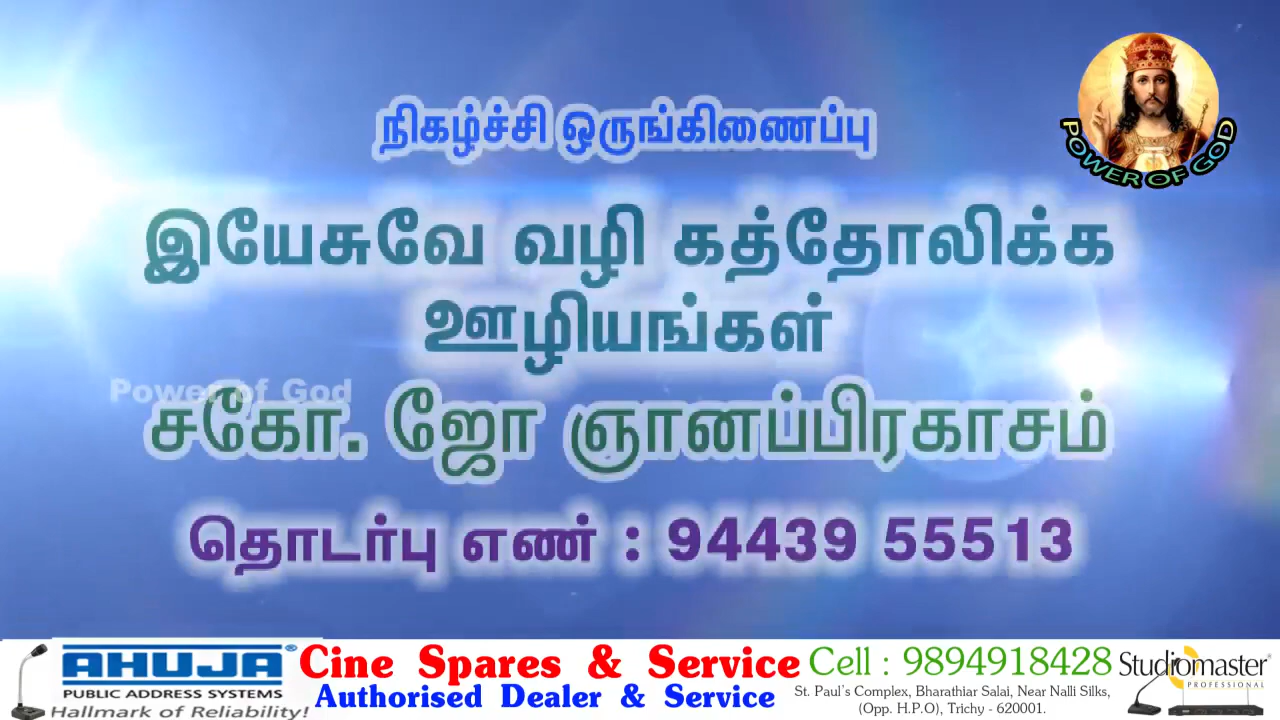 நிகழ்ச்சி ஒருங்கிணைப்பு
POWER OF GOD
இயேசுவே வழி கத்தோலிக்க
ஊழியங்கள்
Power of God
சகோ. ஜோ ஞானப்பிரகாசம்
தொடர்பு எண் : 94439 55513
AHUJA®
PUBLIC ADDRESS SYSTEMS
Hallmark of Reliability!
Cine Spares & Service
Authorised Dealer & Service
Cell : 9894918428
St. Paul's Complex, Bharathiar Salai, Near Nalli Silks,
(Opp. H.P.O), Trichy - 620001.
Studiomaster®
PROFESSIONAL